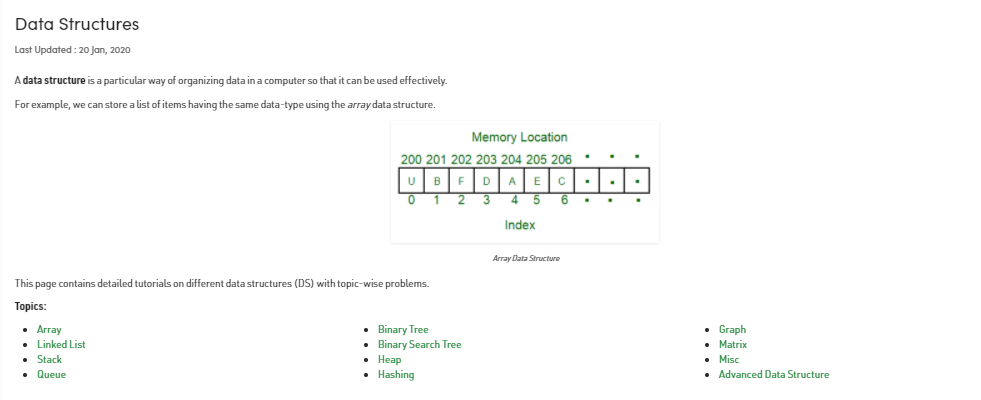 Data Structures
Last Updated : 20 Jan, 2020
A data structure is a particular way of organizing data in a computer so that it can be used effectively.
For example, we can store a list of items having the same data-type using the array data structure.
Memory Location
200 201 202 203 204 205 206
U B F D A E C
0 1 2 3 4 5 6
Index
Array Data Structure
This page contains detailed tutorials on different data structures (DS) with topic-wise problems.
Topics:
Array
Linked List
Stack
Queue
Binary Tree
Binary Search Tree
Heap
Hashing
Graph
Matrix
Misc
Advanced Data Structure